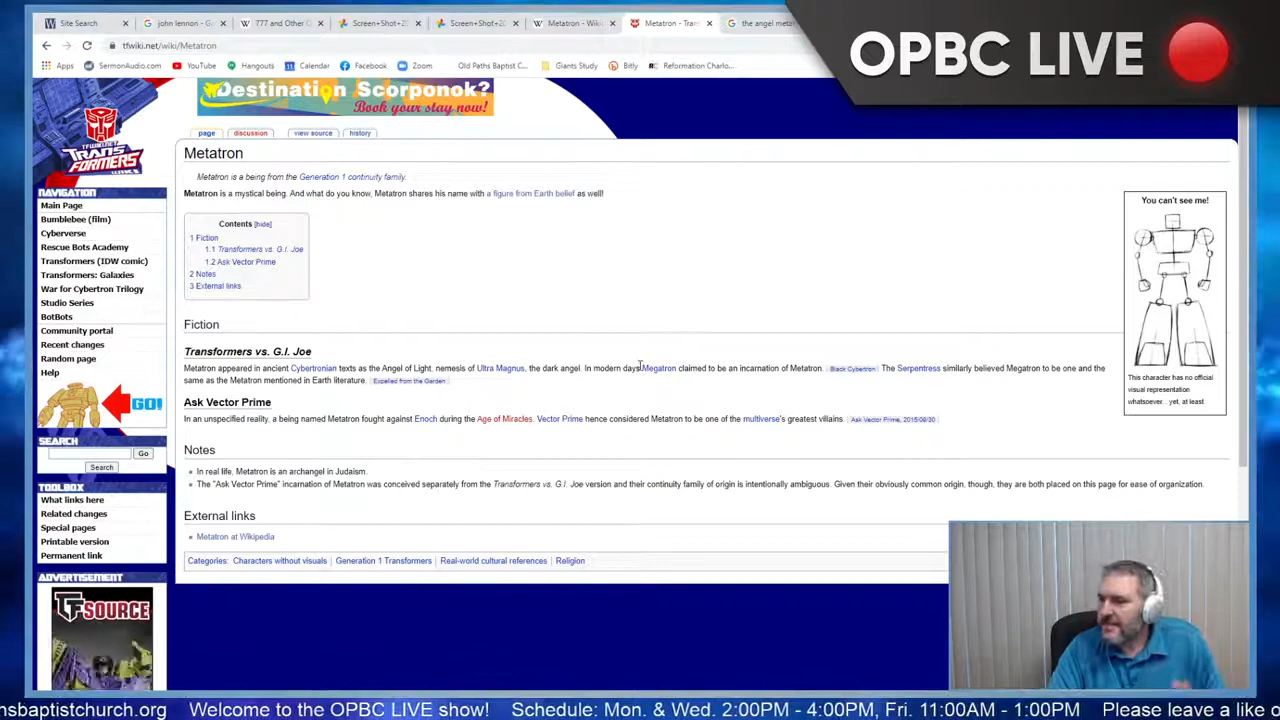 Site Search
john lennon - G
777 and Other
Screen+Shot+2
Screen+Shot+20
Metatron - Wiki
Metatron - Tran
the angel meta
OPBC LIVE
tfwiki.net/wiki/Metatron
Apps
SermonAudio.com
YouTube
Hangouts
Calendar
Facebook
Zoom
Old Paths Baptist C...
Giants Study
Bitly
Reformation Charlo...
Destination Scorponok?
Book your stay now!
page
discussion
view source
history
TRANSFORMERS
WIKI
Metatron
Metatron is a being from the Generation 1 continuity family.
Metatron is a mystical being. And what do you know, Metatron shares his name with a figure from Earth belief as well!
Contents [hide]
1 Fiction
1.1 Transformers vs. G.I. Joe
1.2 Ask Vector Prime
2 Notes
3 External links
You can't see me!
This character has no official
visual representation
whatsoever... yet, at least.
NAVIGATION
Main Page
Bumblebee (film)
Cyberverse
Rescue Bots Academy
Transformers (IDW comic)
Transformers: Galaxies
War for Cybertron Trilogy
Studio Series
BotBots
Community portal
Recent changes
Random page
Help
GO!
SEARCH
Go
Search
TOOLBOX
What links here
Related changes
Special pages
Printable version
Permanent link
ADVERTISEMENT
TFSOURCE
Fiction
Transformers vs. G.I. Joe
Metatron appeared in ancient Cybertronian texts as the Angel of Light, nemesis of Ultra Magnus, the dark angel. In modern days, Megatron claimed to be an incarnation of Metatron. Black Cybertron The Serpentress similarly believed Megatron to be one and the
same as the Metatron mentioned in Earth literature. Expelled from the Garden
Ask Vector Prime
In an unspecified reality, a being named Metatron fought against Enoch during the Age of Miracles. Vector Prime hence considered Metatron to be one of the multiverse's greatest villains. Ask Vector Prime, 2015/09/30
Notes
In real life, Metatron is an archangel in Judaism.
The "Ask Vector Prime" incarnation of Metatron was conceived separately from the Transformers vs. G.I. Joe version and their continuity family of origin is intentionally ambiguous. Given their obviously common origin, though, they are both placed on this page for ease of organization.
External links
Metatron at Wikipedia
Categories: Characters without visuals | Generation 1 Transformers | Real-world cultural references | Religion
nsbaptistchurch.org Welcome to the OPBC LIVE show! Schedule: Mon. & Wed. 2:00PM - 4:00PM, Fri. 11:00AM - 1:00PM Please leave a like o